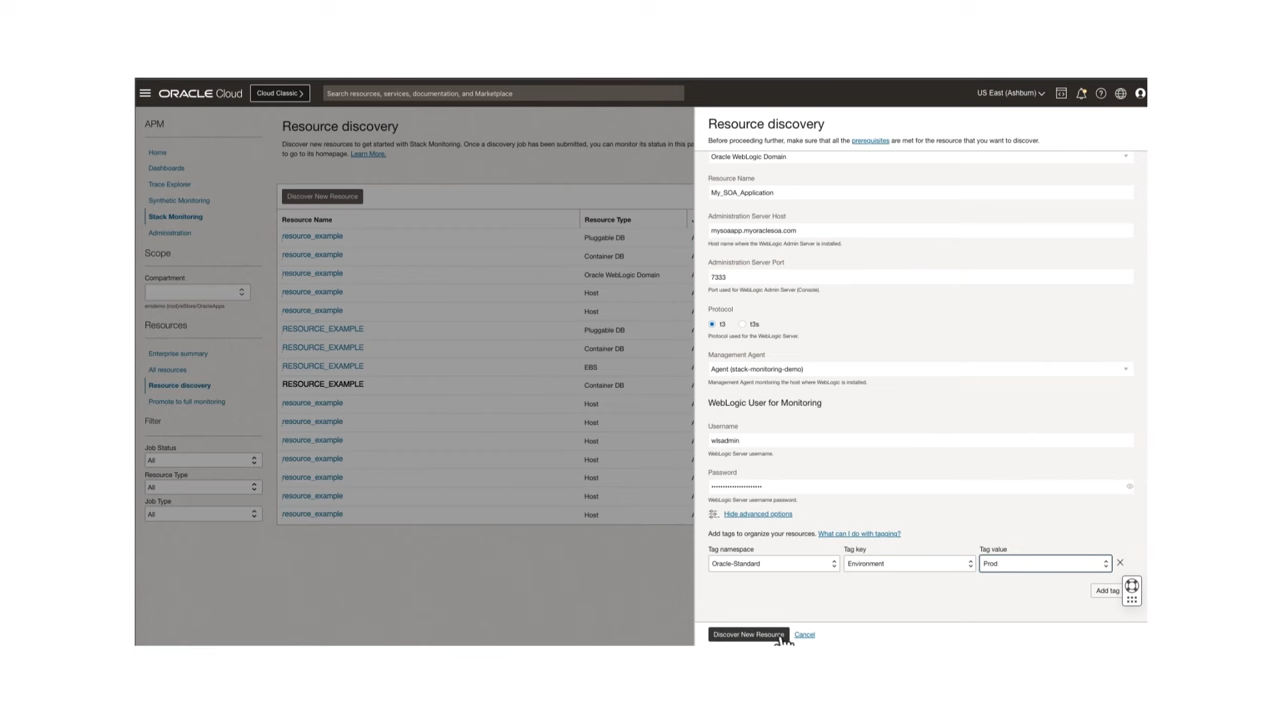 ORACLE Cloud
Cloud Classic >
Search resources, services, documentation, and Marketplace
US East (Ashburn)
APM
Home
Dashboards
Trace Explorer
Synthetic Monitoring
Stack Monitoring
Administration
Scope
Compartment
Resources
Enterprise summary
All resources
Resource discovery
Promote to full monitoring
Filter
Job Status
All
Resource Type
All
Job Type
All
Resource discovery
Discover new resources to get started with Stack Monitoring. Once a discovery job has been submitted, you can monitor its status in this
to go to its homepage. Learn More.
Discover New Resource
Resource Name Resource Type
resource_example Pluggable DB
resource_example Container DB
resource_example Oracle WebLogic Domain
resource_example Host
resource_example Host
RESOURCE_EXAMPLE Pluggable DB
RESOURCE_EXAMPLE Container DB
RESOURCE_EXAMPLE EBS
RESOURCE_EXAMPLE Container DB
resource_example Host
resource_example Host
resource_example Host
resource_example Host
resource_example Host
resource_example Host
resource_example Host
Resource discovery
Before proceeding further, make sure that all the prerequisites are met for the resource that you want to discover.
Oracle WebLogic Domain
Resource Name
My_SOA_Application
Administration Server Host
mysoaapp.myoraclesoa.com
Host name where the WebLogic Admin Server is installed.
Administration Server Port
7333
Port used for WebLogic Admin Server (Console).
Protocol
t3 t3s
Protocol used for the WebLogic Server.
Management Agent
Agent (stack-monitoring-demo)
Management Agent monitoring the host where WebLogic is installed.
WebLogic User for Monitoring
Username
wlsadmin
WebLogic Server username.
Password
WebLogic Server username password.
Hide advanced options
Add tags to organize your resources. What can I do with tagging?
Tag namespace Tag key Tag value
Oracle-Standard Environment Prod
Add tag
Discover New Resource Cancel